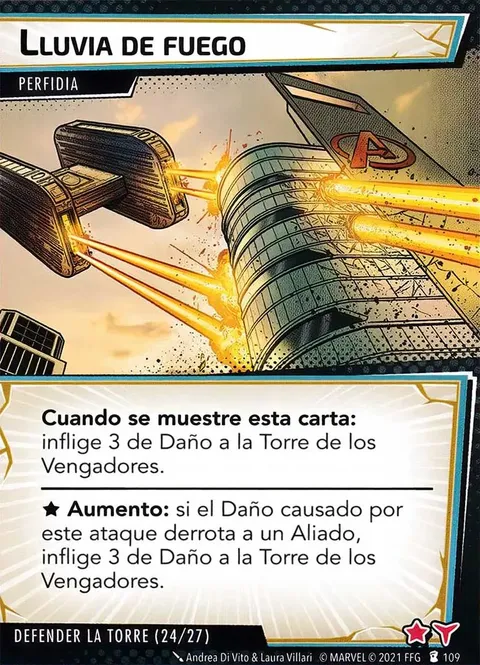 LLUVIA DE FUEGO
PERFIDIA
A
Cuando se muestre esta carta:
inflige 3 de Daño a la Torre de los
Vengadores.
★ Aumento: si el Daño causado por
este ataque derrota a un Aliado,
inflige 3 de Daño a la Torre de los
Vengadores.
DEFENDER LA TORRE (24/27)
Andrea Di Vito & Laura Villari © MARVEL © 2021 FFG 109